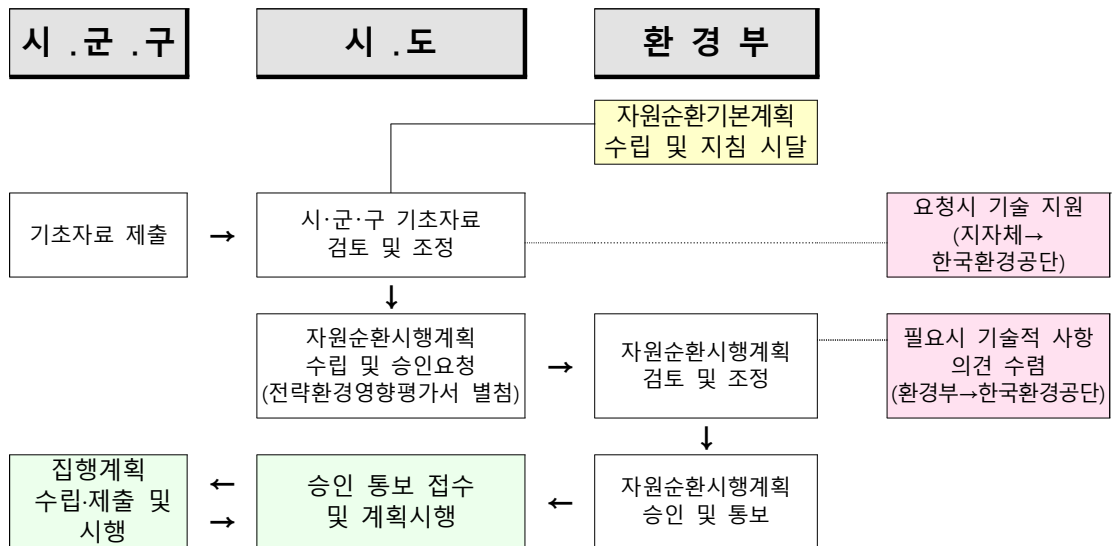 시 .군 .구
시 .도
환 경 부
자원순환기본계획
수립 및 지침 시달
기초자료 제출
→
시·군·구 기초자료
검토 및 조정
요청시 기술 지원
(지자체→
한국환경공단)
↓
자원순환시행계획
수립 및 승인요청
(전략환경영향평가서 별첨)
→
자원순환시행계획
검토 및 조정
필요시 기술적 사항
의견 수렴
(환경부→한국환경공단)
↓
집행계획
수립·제출 및
시행
←
→
승인 통보 접수
및 계획시행
←
자원순환시행계획
승인 및 통보